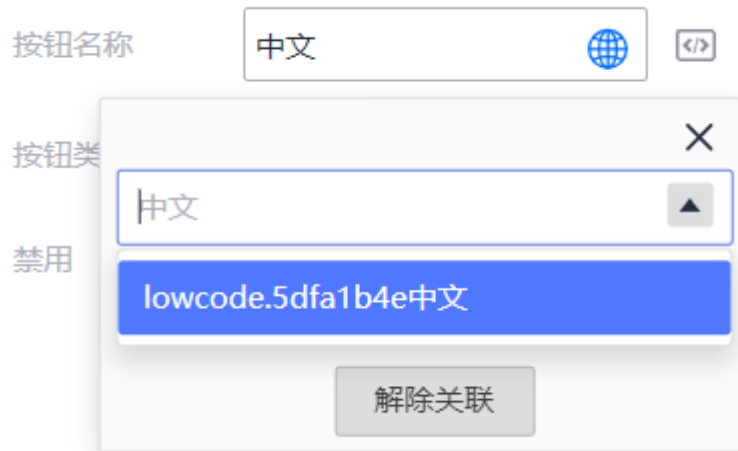 按钮名称
中文
</>
按钮类
中文
禁用
lowcode.5dfa1b4e中文
解除关联